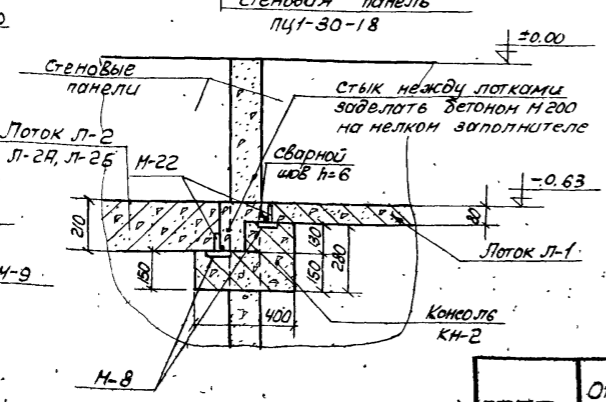 Стеновая панель
ПЦ1-30-18
±0.00
Стеновые
панели
Стык между лотками
заделать бетоном М200
на мелком заполнителе
Лоток Л-2
Л-2А, Л-2Б
М-22
Сварной
шов h=6
-0.63
210
80
130
280
150
150
Лоток Л-1
М-9
400
Консоль
КН-2
М-8